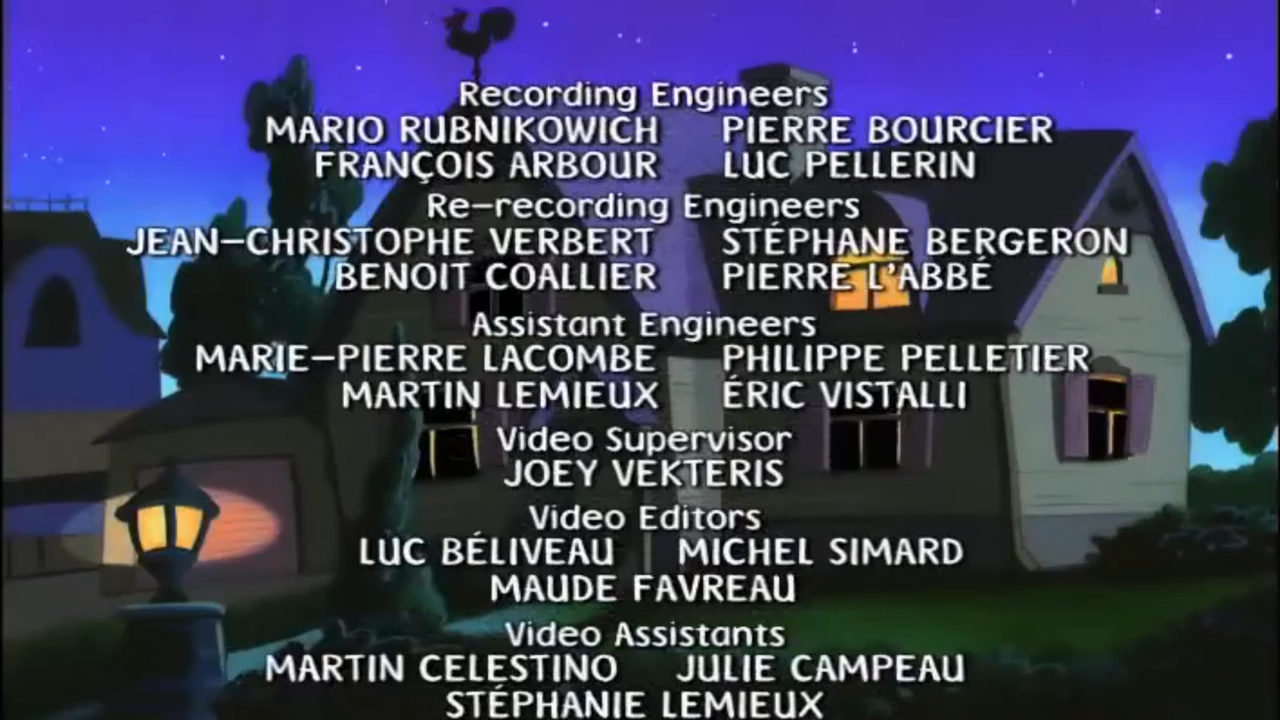 Recording Engineers
MARIO RUBNIKOWICH PIERRE BOURCIER
FRANÇOIS ARBOUR LUC PELLERIN
Re-recording Engineers
JEAN-CHRISTOPHE VERBERT STÉPHANE BERGERON
BENOIT COALLIER PIERRE L'ABBÉ
Assistant Engineers
MARIE-PIERRE LACOMBE PHILIPPE PELLETIER
MARTIN LEMIEUX ÉRIC VISTALLI
Video Supervisor
JOEY VEKTERIS
Video Editors
LUC BÉLIVEAU MICHEL SIMARD
MAUDE FAVREAU
Video Assistants
MARTIN CELESTINO JULIE CAMPEAU
STÉPHANIE LEMIEUX